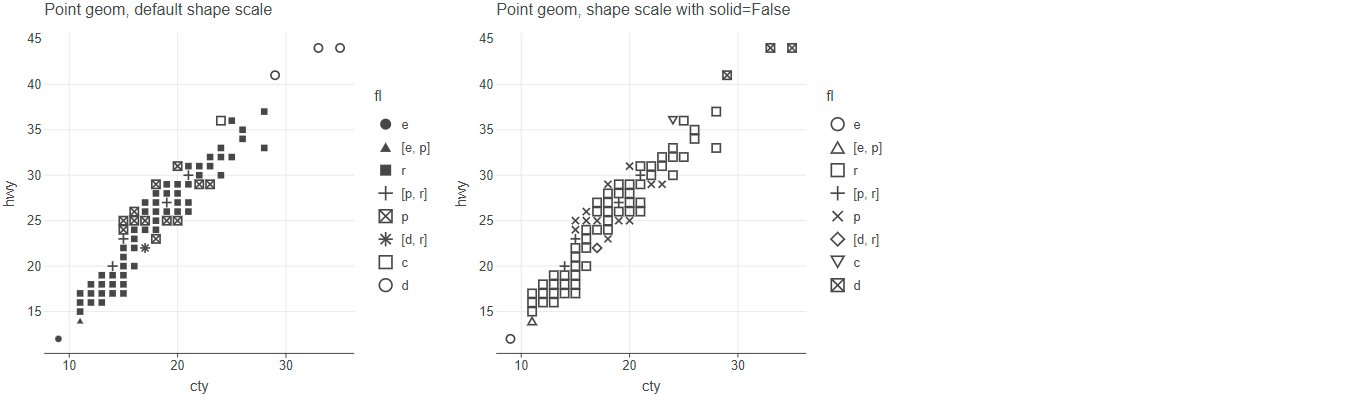 Point geom, default shape scale
45
40
35
30
25
20
15
hwy
10
20
30
cty
fl
e
[e, p]
r
[p, r]
p
[d, r]
c
d
Point geom, shape scale with solid=False
45
40
35
30
25
20
15
hwy
10
20
30
cty
fl
e
[e, p]
r
[p, r]
p
[d, r]
c
d